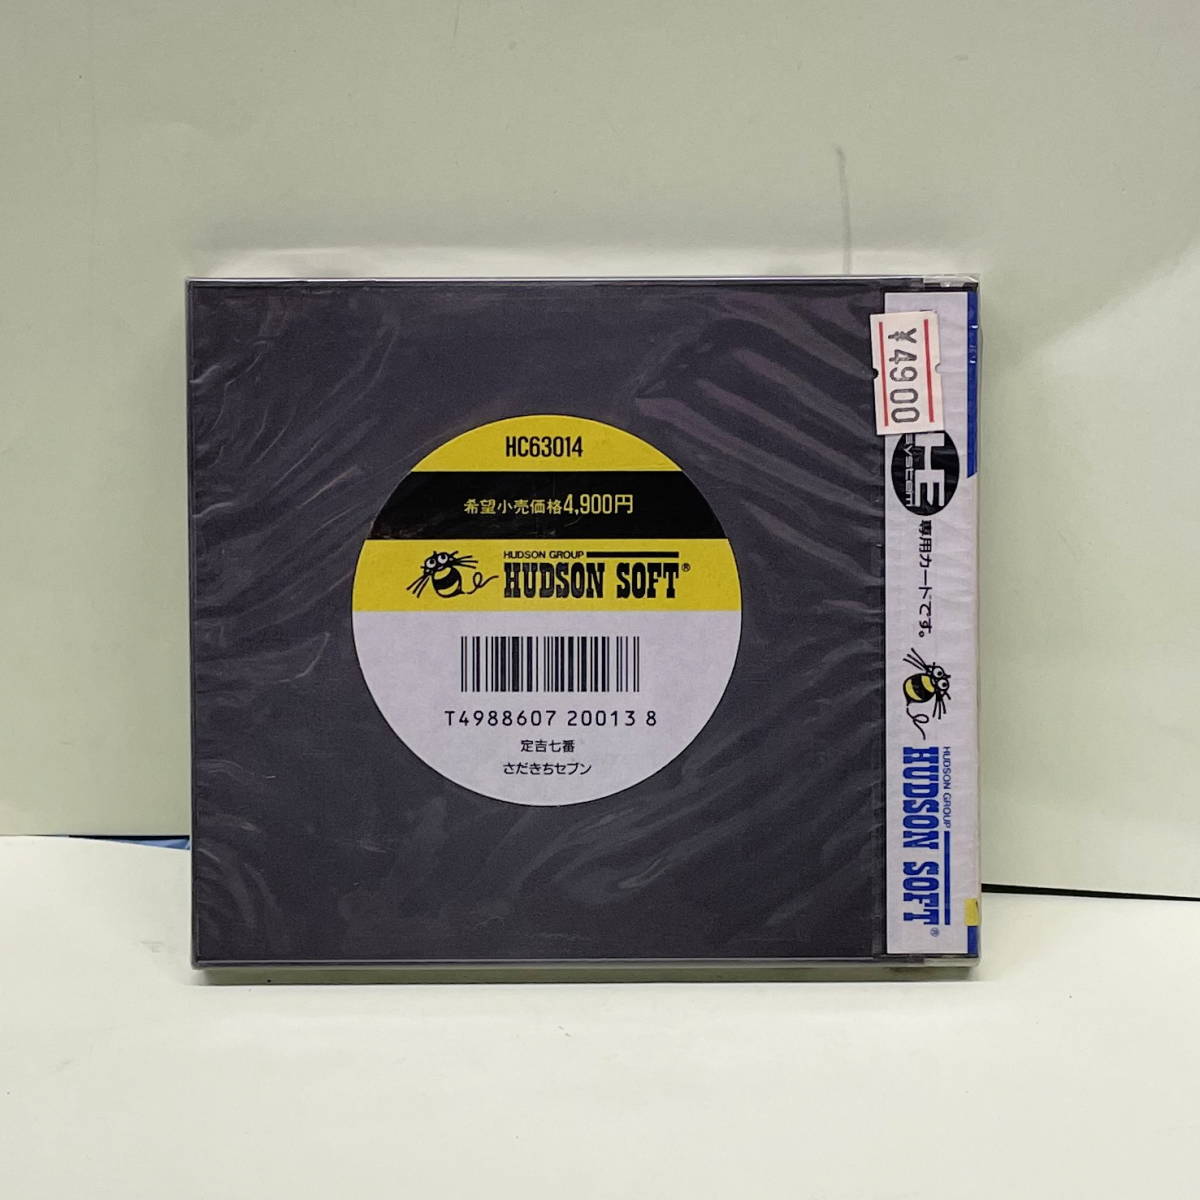 HC63014
希望小売価格4,900円
HUDSON GROUP
HUDSON SOFT®
T4988607 20013 8
定吉七番
さだきちセブン
¥4900
HE
system
専用カードです。
HUDSON GROUP
HUDSON SOFT®